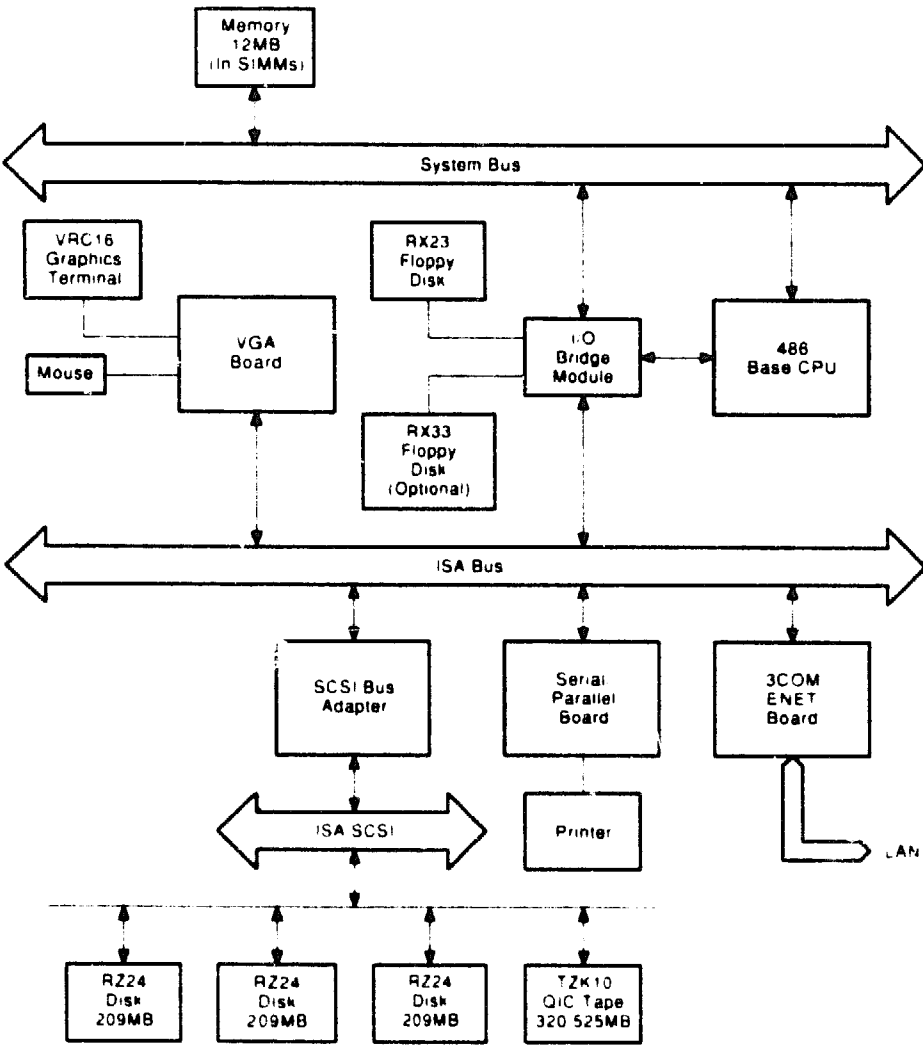 Memory
12MB
(In SIMMs)
System Bus
VRC16
Graphics
Terminal
RX23
Floppy
Disk
VGA
Board
I/O
Bridge
Module
486
Base CPU
Mouse
RX33
Floppy
Disk
(Optional)
ISA Bus
SCSI Bus
Adapter
Serial
Parallel
Board
3COM
ENET
Board
ISA SCSI
Printer
LAN
RZ24
Disk
209MB
RZ24
Disk
209MB
RZ24
Disk
209MB
TZK10
QIC Tape
320 525MB